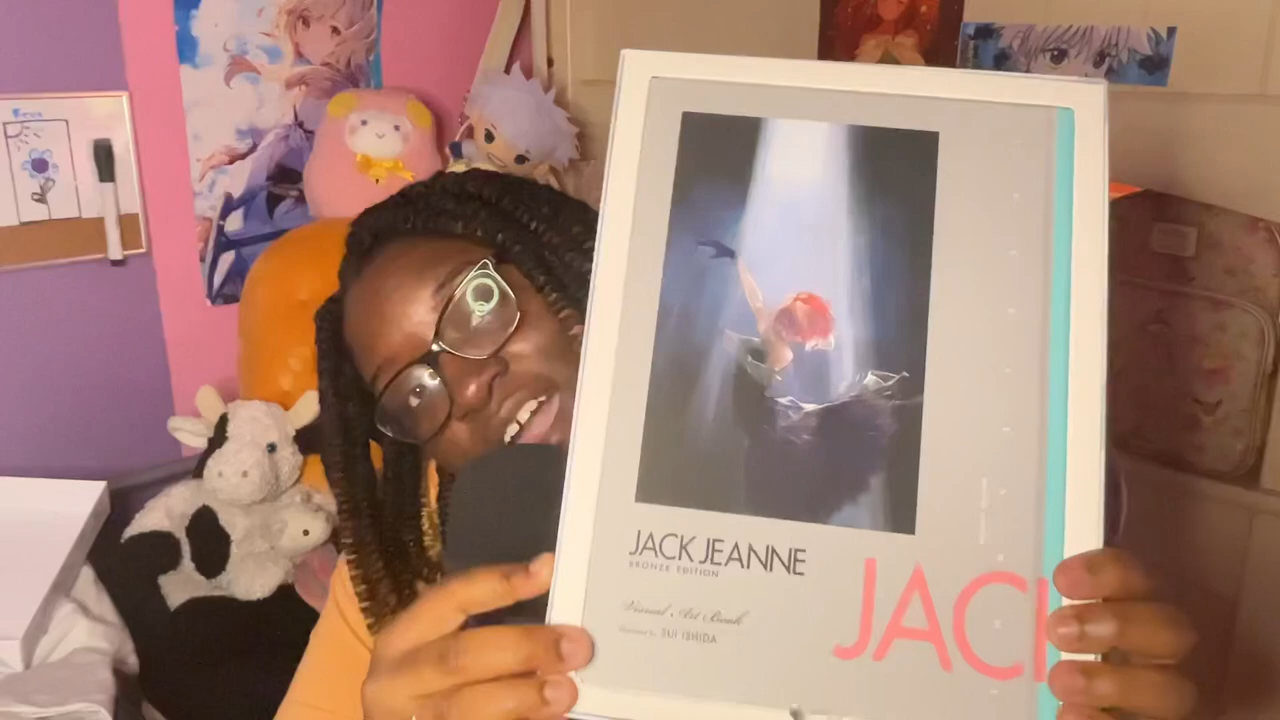 JACK JEANNE
BRONZE EDITION
Visual Art Book
SUI ISHIDA
JACK